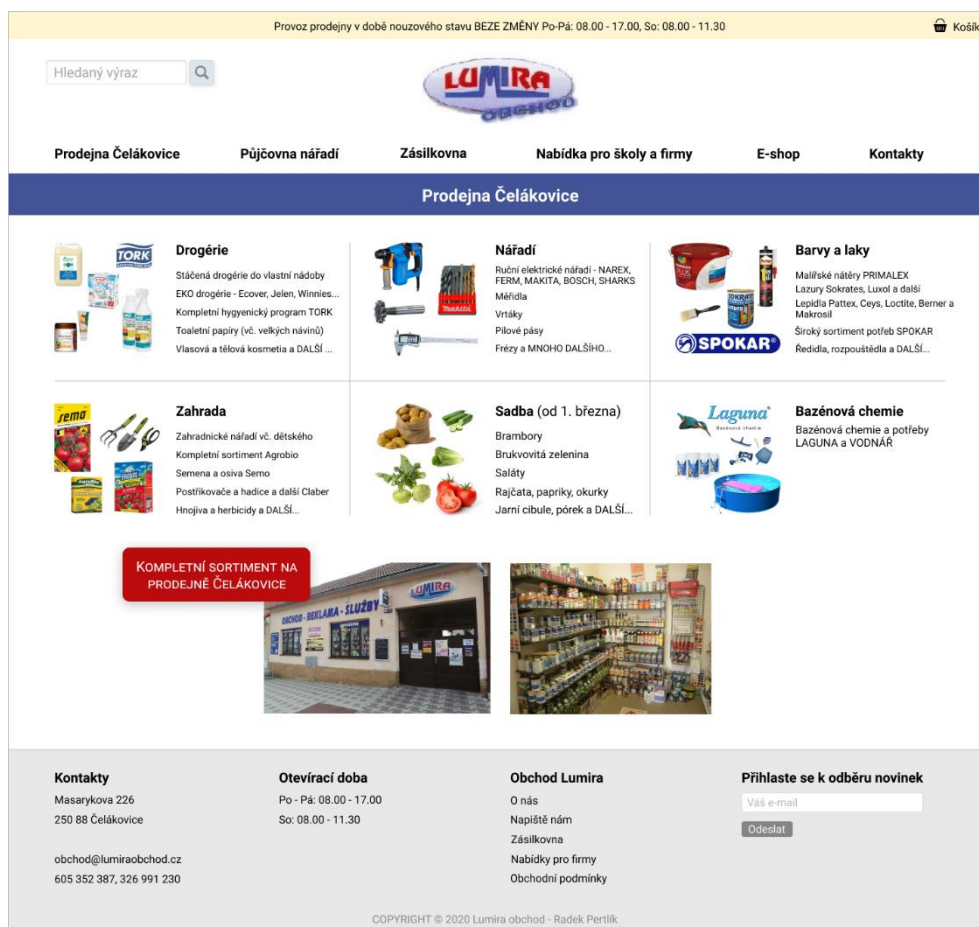 Provoz prodejny v době nouzového stavu BEZE ZMĚNY Po-Pá: 08.00 - 17.00, So: 08.00 - 11.30
Košík
Hledaný výraz
LUMIRA
OBCHOD
Prodejna Čelákovice
Půjčovna nářadí
Zásilkovna
Nabídka pro školy a firmy
E-shop
Kontakty
Prodejna Čelákovice
TORK
Drogérie
Stáčená drogérie do vlastní nádoby
EKO drogérie - Ecover, Jelen, Winnies...
Kompletní hygyenický program TORK
Toaletní papíry (vč. velkých návinů)
Vlasová a tělová kosmetia a DALŠÍ ...
makita
Nářadí
Ruční elektrické nářadí - NAREX,
FERM, MAKITA, BOSCH, SHARKS
Měřidla
Vrtáky
Pilové pásy
Frézy a MNOHO DALŠÍHO...
SPOKAR
Barvy a laky
Malířské nátěry PRIMALEX
Lazury Sokrates, Luxol a další
Lepidla Pattex, Ceys, Loctite, Berner a
Makrosil
Široký sortiment potřeb SPOKAR
Ředidla, rozpouštědla a DALŠÍ...
semo
Zahrada
Zahradnické nářadí vč. dětského
Kompletní sortiment Agrobio
Semena a osiva Semo
Postřikovače a hadice a další Claber
Hnojiva a herbicidy a DALŠÍ...
Sadba (od 1. března)
Brambory
Brukvovitá zelenina
Saláty
Rajčata, papriky, okurky
Jarní cibule, pórek a DALŠÍ...
Laguna
Bazénová chemie
Bazénová chemie
Bazénová chemie a potřeby
LAGUNA a VODNÁŘ
KOMPLETNÍ SORTIMENT NA
PRODEJNĚ ČELÁKOVICE
OBCHOD - REKLAMA - SLUŽBY
LUMIRA
Kontakty
Masarykova 226
250 88 Čelákovice
obchod@lumiraobchod.cz
605 352 387, 326 991 230
Otevírací doba
Po - Pá: 08.00 - 17.00
So: 08.00 - 11.30
Obchod Lumira
O nás
Napiště nám
Zásilkovna
Nabídky pro firmy
Obchodní podmínky
Přihlaste se k odběru novinek
Váš e-mail
Odeslat
COPYRIGHT © 2020 Lumira obchod - Radek Pertlík